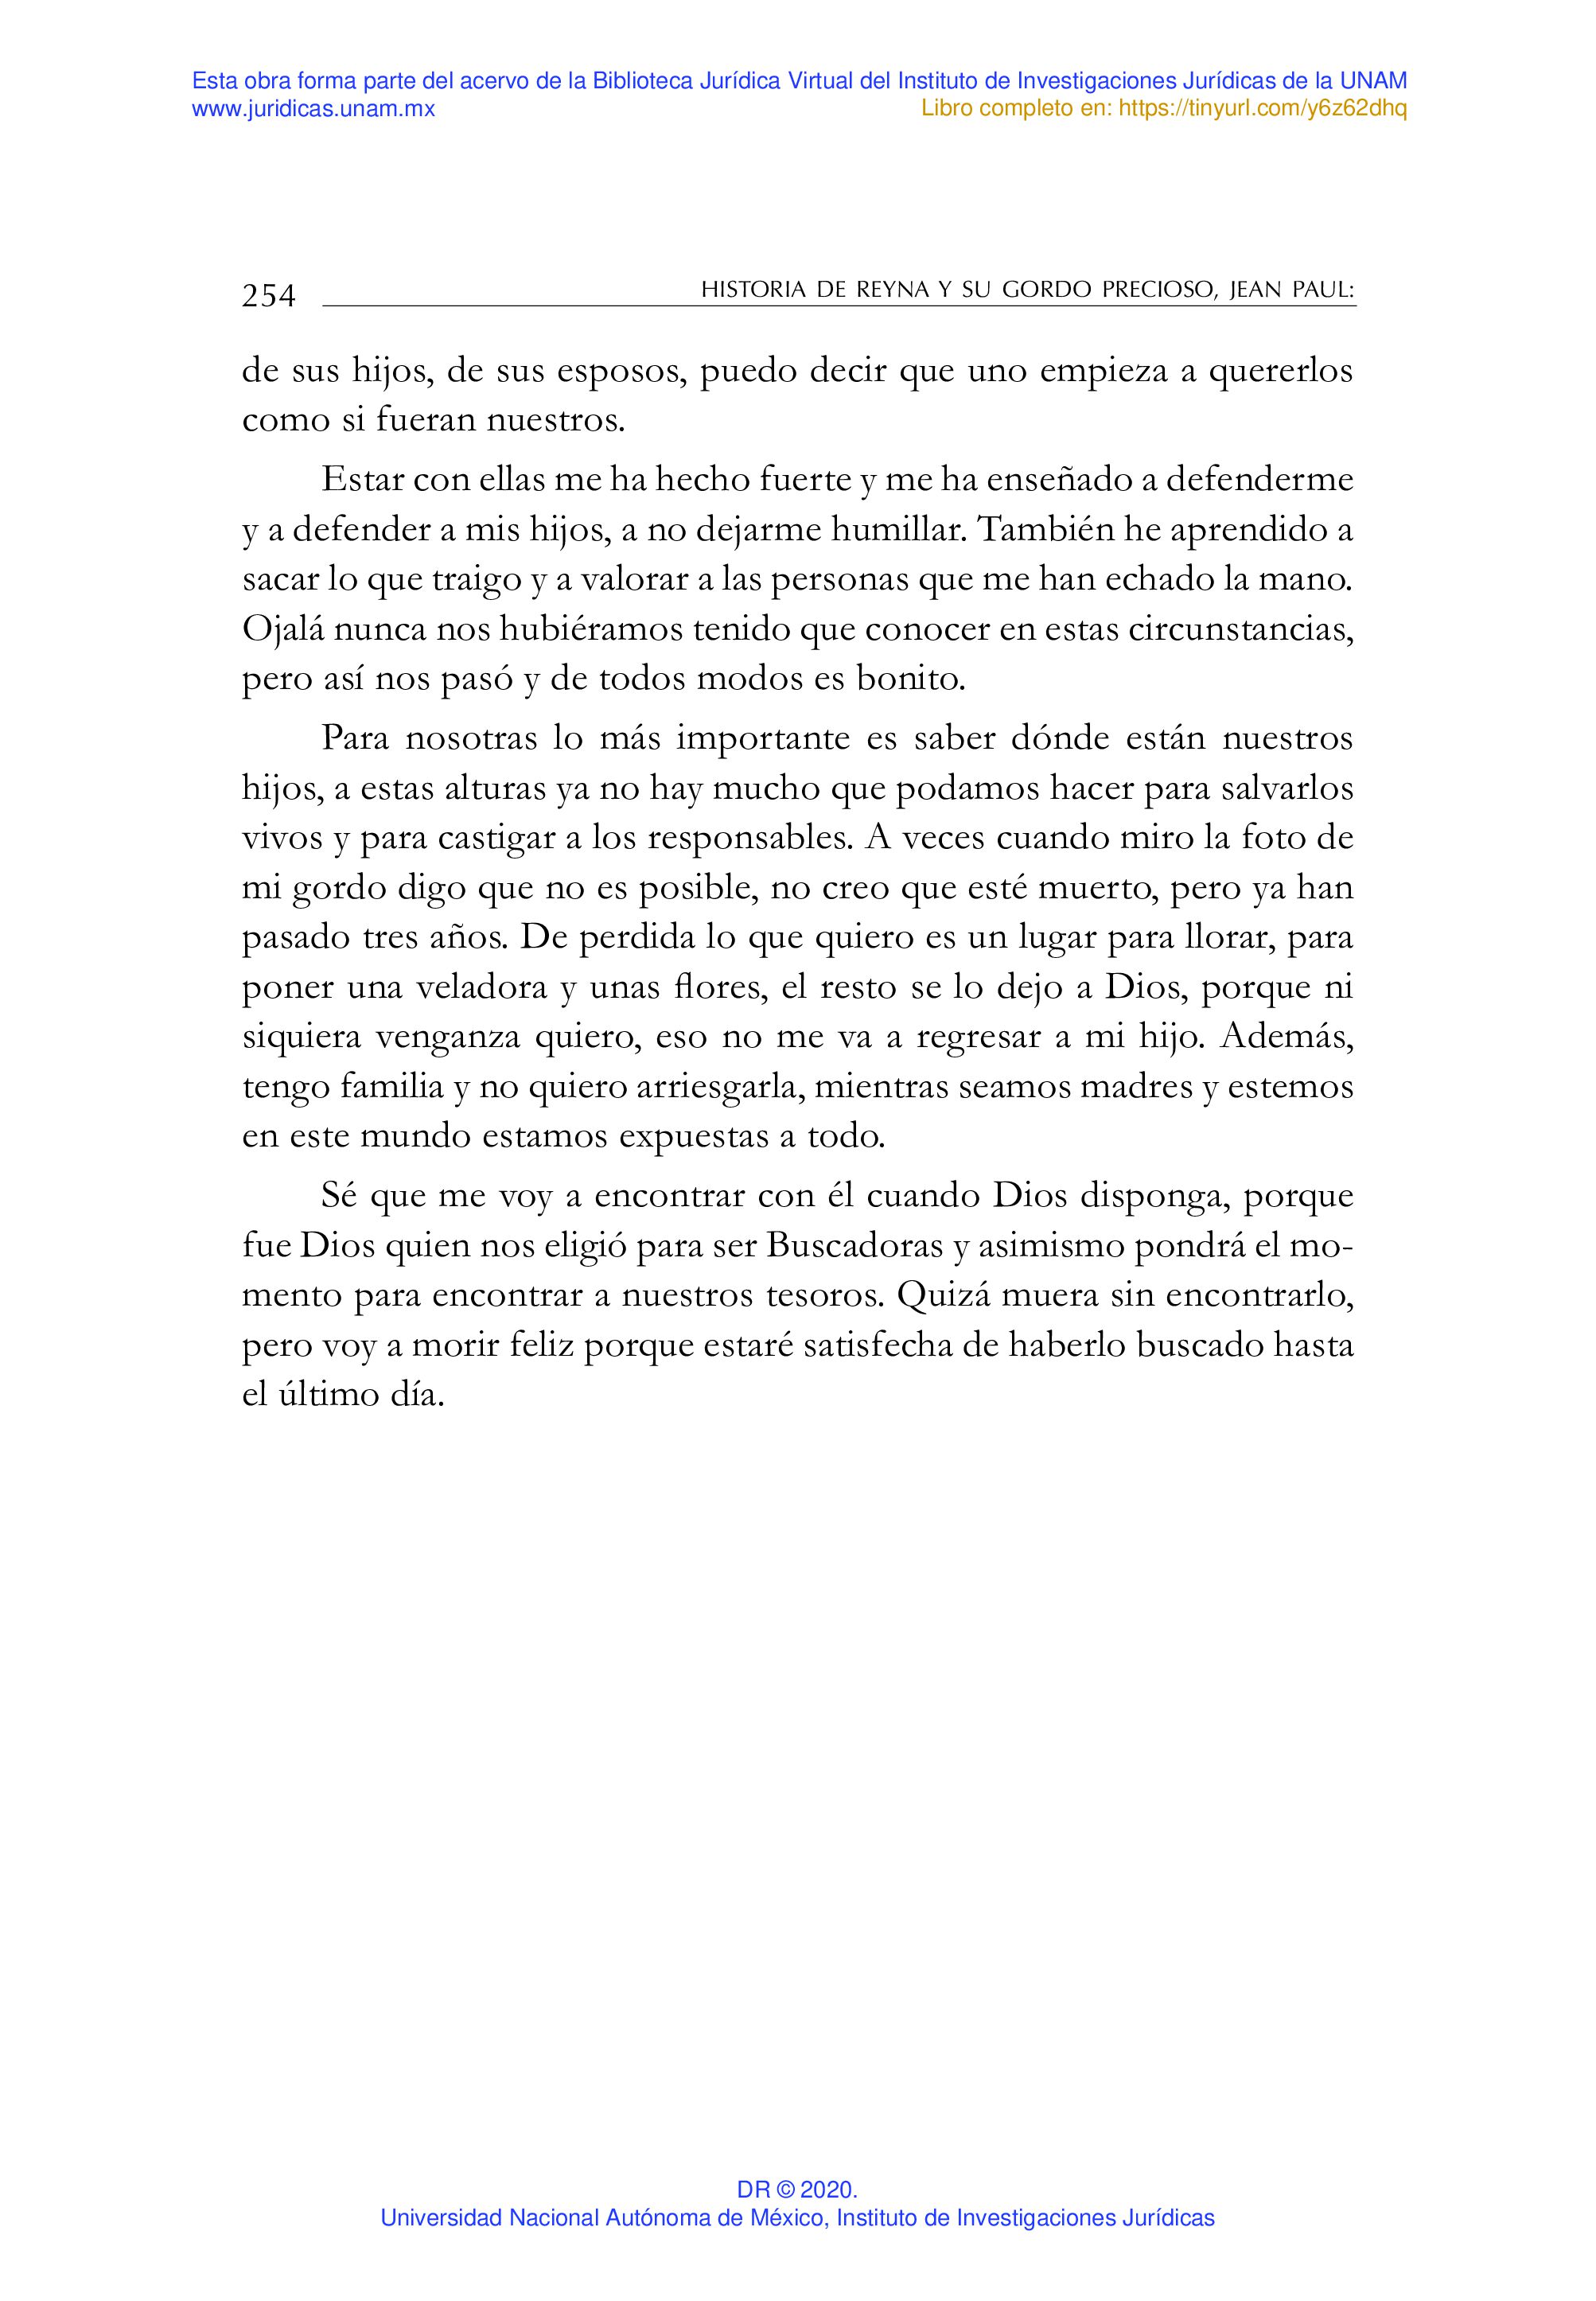 Esta obra forma parte del acervo de la Biblioteca Jurídica Virtual del Instituto de Investigaciones Jurídicas de la UNAM
www.juridicas.unam.mx Libro completo en: https://tinyurl.com/y6z62dhq
254 HISTORIA DE REYNA Y SU GORDO PRECIOSO, JEAN PAUL:
de sus hijos, de sus esposos, puedo decir que uno empieza a quererlos
como si fueran nuestros.
Estar con ellas me ha hecho fuerte y me ha enseñado a defenderme
y a defender a mis hijos, a no dejarme humillar. También he aprendido a
sacar lo que traigo y a valorar a las personas que me han echado la mano.
Ojalá nunca nos hubiéramos tenido que conocer en estas circunstancias,
pero así nos pasó y de todos modos es bonito.
Para nosotras lo más importante es saber dónde están nuestros
hijos, a estas alturas ya no hay mucho que podamos hacer para salvarlos
vivos y para castigar a los responsables. A veces cuando miro la foto de
mi gordo digo que no es posible, no creo que esté muerto, pero ya han
pasado tres años. De perdida lo que quiero es un lugar para llorar, para
poner una veladora y unas flores, el resto se lo dejo a Dios, porque ni
siquiera venganza quiero, eso no me va a regresar a mi hijo. Además,
tengo familia y no quiero arriesgarla, mientras seamos madres y estemos
en este mundo estamos expuestas a todo.
Sé que me voy a encontrar con él cuando Dios disponga, porque
fue Dios quien nos eligió para ser Buscadoras y asimismo pondrá el mo-
mento para encontrar a nuestros tesoros. Quizá muera sin encontrarlo,
pero voy a morir feliz porque estaré satisfecha de haberlo buscado hasta
el último día.
DR © 2020.
Universidad Nacional Autónoma de México, Instituto de Investigaciones Jurídicas